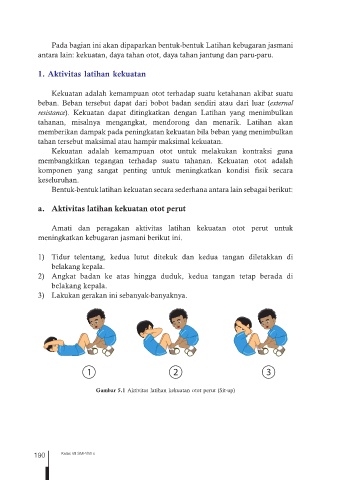 Pada bagian ini akan dipaparkan bentuk-bentuk Latihan kebugaran jasmani
antara lain: kekuatan, daya tahan otot, daya tahan jantung dan paru-paru.
1. Aktivitas latihan kekuatan
Kekuatan adalah kemampuan otot terhadap suatu ketahanan akibat suatu
beban. Beban tersebut dapat dari bobot badan sendiri atau dari luar (external
resistance). Kekuatan dapat ditingkatkan dengan Latihan yang menimbulkan
tahanan, misalnya mengangkat, mendorong dan menarik. Latihan akan
memberikan dampak pada peningkatan kekuatan bila beban yang menimbulkan
tahan tersebut maksimal atau hampir maksimal kekuatan.
Kekuatan adalah kemampuan otot untuk melakukan kontraksi guna
membangkitkan tegangan terhadap suatu tahanan. Kekuatan otot adalah
komponen yang sangat penting untuk meningkatkan kondisi fisik secara
keseluruhan.
Bentuk-bentuk latihan kekuatan secara sederhana antara lain sebagai berikut:
a. Aktivitas latihan kekuatan otot perut
Amati dan peragakan aktivitas latihan kekuatan otot perut untuk
meningkatkan kebugaran jasmani berikut ini.
1) Tidur telentang, kedua lutut ditekuk dan kedua tangan diletakkan di
belakang kepala.
2) Angkat badan ke atas hingga duduk, kedua tangan tetap berada di
belakang kepala.
3) Lakukan gerakan ini sebanyak-banyaknya.
1 2 3
Gambar 5.1 Aktivitas latihan kekuatan otot perut (Sit-up)
190